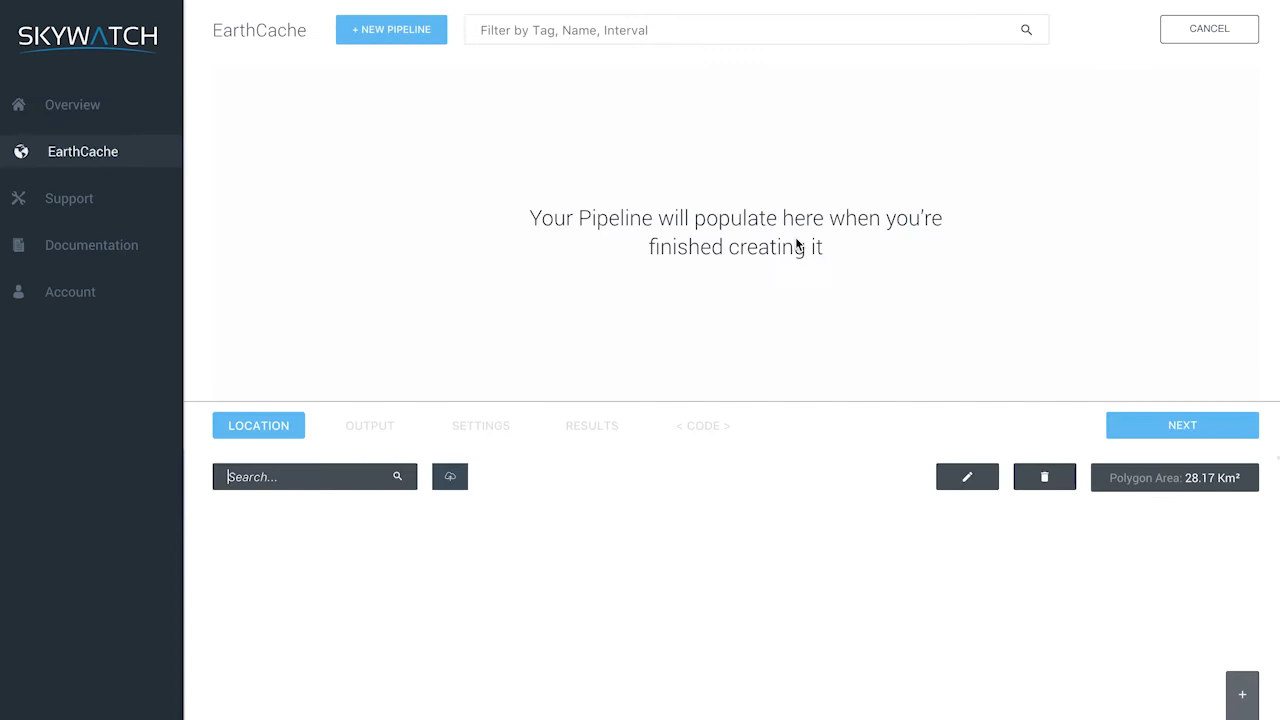 SKYWATCH
EarthCache
+ NEW PIPELINE
Filter by Tag, Name, Interval
CANCEL
Overview
EarthCache
Support
Documentation
Account
Your Pipeline will populate here when you're
finished creating it
LOCATION
OUTPUT
SETTINGS
RESULTS
< CODE >
NEXT
Search...
Polygon Area: 28.17 Km²
+